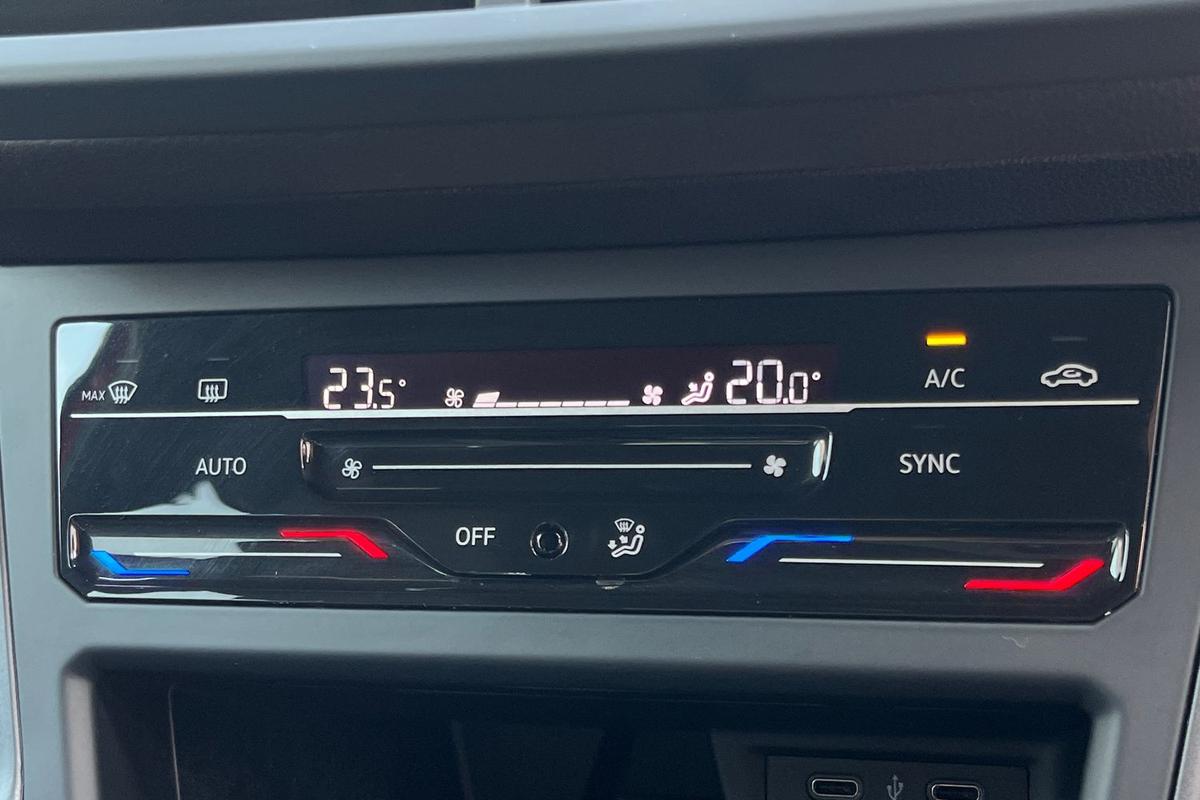 MAX
23.5°
20.0°
A/C
AUTO
SYNC
OFF